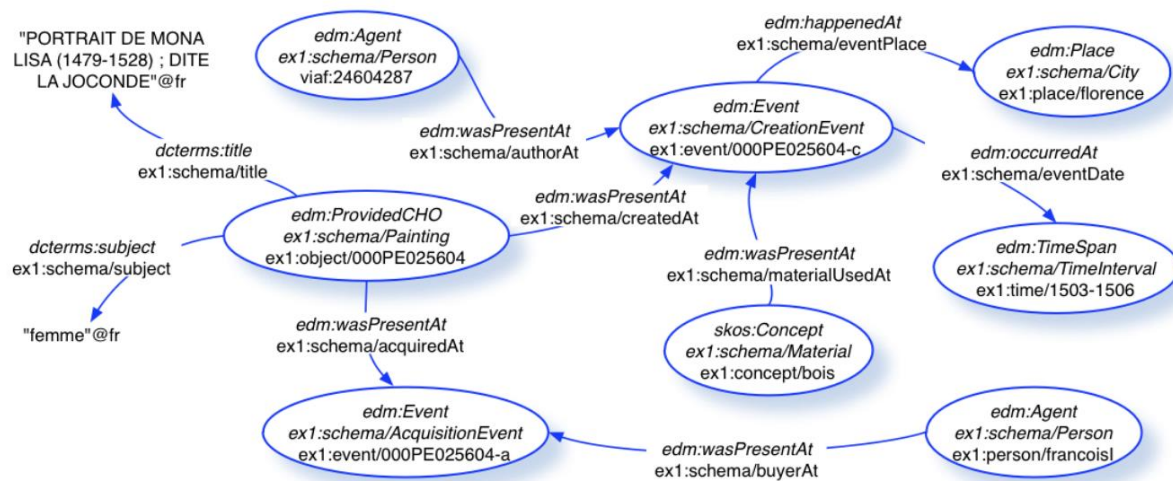 "PORTRAIT DE MONA
LISA (1479-1528) ; DITE
LA JOCONDE"@fr
edm:Agent
ex1:schema/Person
viaf:24604287
edm:happenedAt
ex1:schema/eventPlace
edm:Place
ex1:schema/City
ex1:place/florence
edm:wasPresentAt
ex1:schema/authorAt
edm:Event
ex1:schema/CreationEvent
ex1:event/000PE025604-c
dcterms:title
ex1:schema/title
edm:occurredAt
ex1:schema/eventDate
edm:wasPresentAt
ex1:schema/createdAt
edm:ProvidedCHO
ex1:schema/Painting
ex1:object/000PE025604
dcterms:subject
ex1:schema/subject
edm:wasPresentAt
ex1:schema/materialUsedAt
edm:TimeSpan
ex1:schema/TimeInterval
ex1:time/1503-1506
"femme"@fr
edm:wasPresentAt
ex1:schema/acquiredAt
skos:Concept
ex1:schema/Material
ex1:concept/bois
edm:Event
ex1:schema/AcquisitionEvent
ex1:event/000PE025604-a
edm:wasPresentAt
ex1:schema/buyerAt
edm:Agent
ex1:schema/Person
ex1:person/francoisI